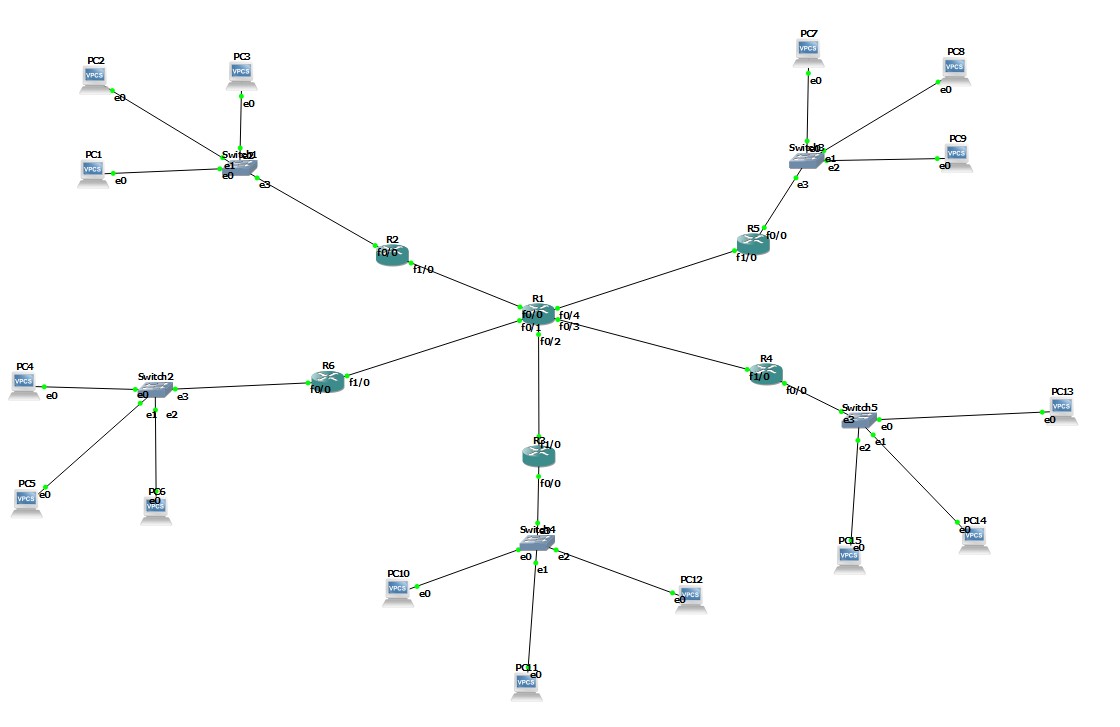 PC2
VPCS
e0
PC3
VPCS
e0
PC1
VPCS
e0
Switch1
e1
e0
e3
PC7
VPCS
e0
PC8
VPCS
e0
PC9
VPCS
e0
Switch3
e1
e2
e3
R2
f0/0
f1/0
R5
f0/0
f1/0
R1
f0/0
f0/1
f0/4
f0/3
f0/2
R6
f0/0
f1/0
R4
f1/0
f0/0
PC4
VPCS
e0
Switch2
e0
e3
e1
e2
PC5
VPCS
e0
PC6
VPCS
e0
R3
f1/0
f0/0
Switch5
e3
e0
e1
e2
PC13
VPCS
e0
PC14
VPCS
e0
PC15
VPCS
e0
Switch4
e0
e1
e2
PC10
VPCS
e0
PC12
VPCS
e0
PC11
VPCS
e0